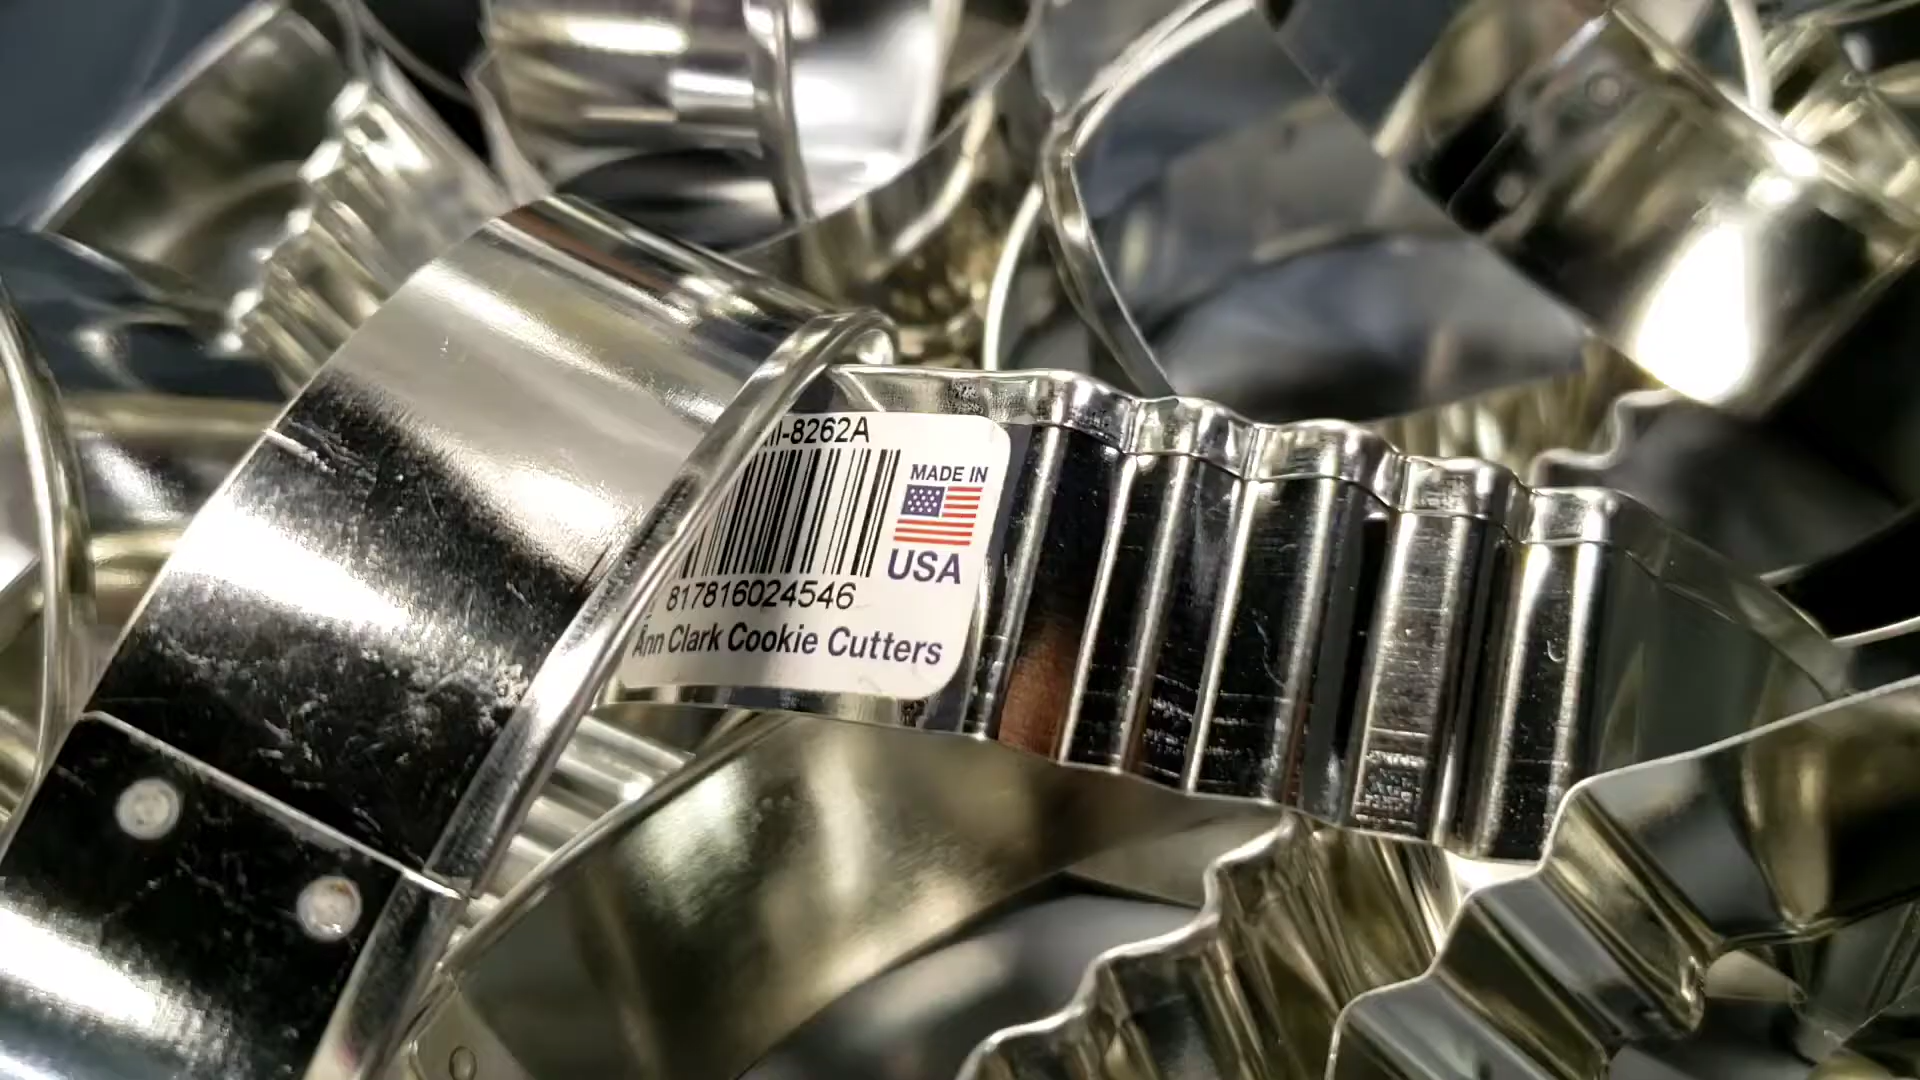 -8262A
MADE IN
USA
817816024546
Ann Clark Cookie Cutters